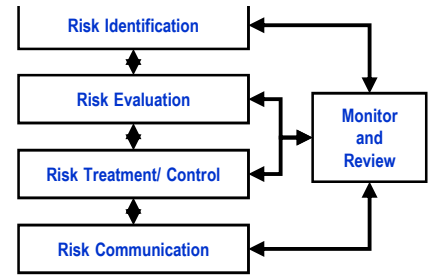 Risk Identification
Risk Evaluation
Monitor
and
Review
Risk Treatment/ Control
Risk Communication